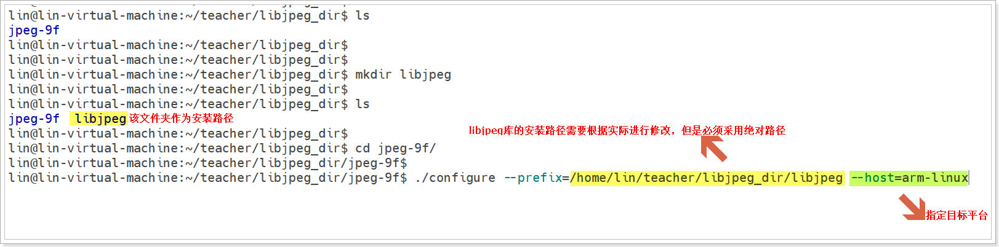 lin@lin-virtual-machine:~/teacher/libjpeg_dir$
lin@lin-virtual-machine:~/teacher/libjpeg_dir$ ls
jpeg-9f
lin@lin-virtual-machine:~/teacher/libjpeg_dir$
lin@lin-virtual-machine:~/teacher/libjpeg_dir$
lin@lin-virtual-machine:~/teacher/libjpeg_dir$ mkdir libjpeg
lin@lin-virtual-machine:~/teacher/libjpeg_dir$
lin@lin-virtual-machine:~/teacher/libjpeg_dir$ ls
jpeg-9f libjpeg 该文件夹作为安装路径
lin@lin-virtual-machine:~/teacher/libjpeg_dir$
libjpeg库的安装路径需要根据实际进行修改，但是必须采用绝对路径
lin@lin-virtual-machine:~/teacher/libjpeg_dir$ cd jpeg-9f/
lin@lin-virtual-machine:~/teacher/libjpeg_dir/jpeg-9f$
lin@lin-virtual-machine:~/teacher/libjpeg_dir/jpeg-9f$ ./configure --prefix=/home/lin/teacher/libjpeg_dir/libjpeg --host=arm-linux
指定目标平台